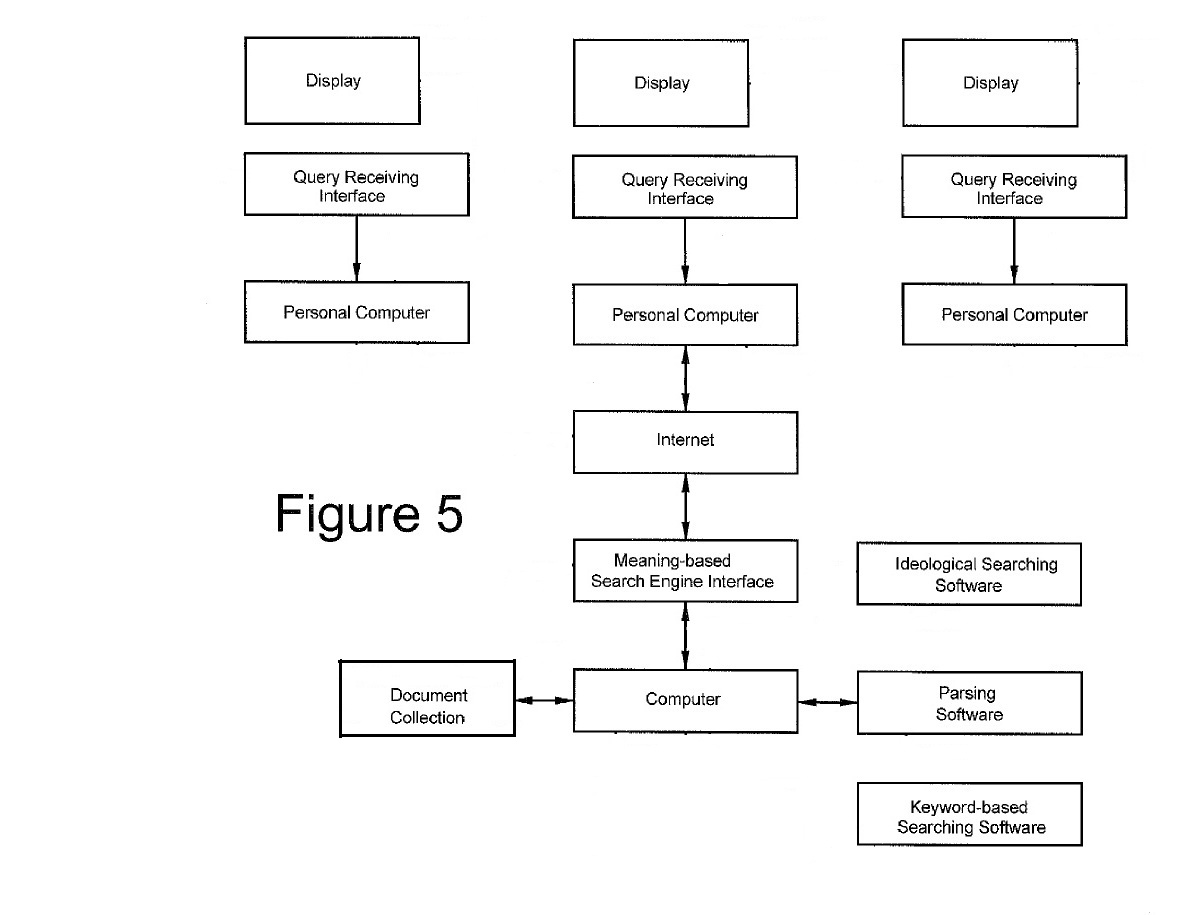 Display
Display
Display
Query Receiving
Interface
Query Receiving
Interface
Query Receiving
Interface
Personal Computer
Personal Computer
Personal Computer
Internet
Figure 5
Meaning-based
Search Engine Interface
Ideological Searching
Software
Document
Collection
Computer
Parsing
Software
Keyword-based
Searching Software